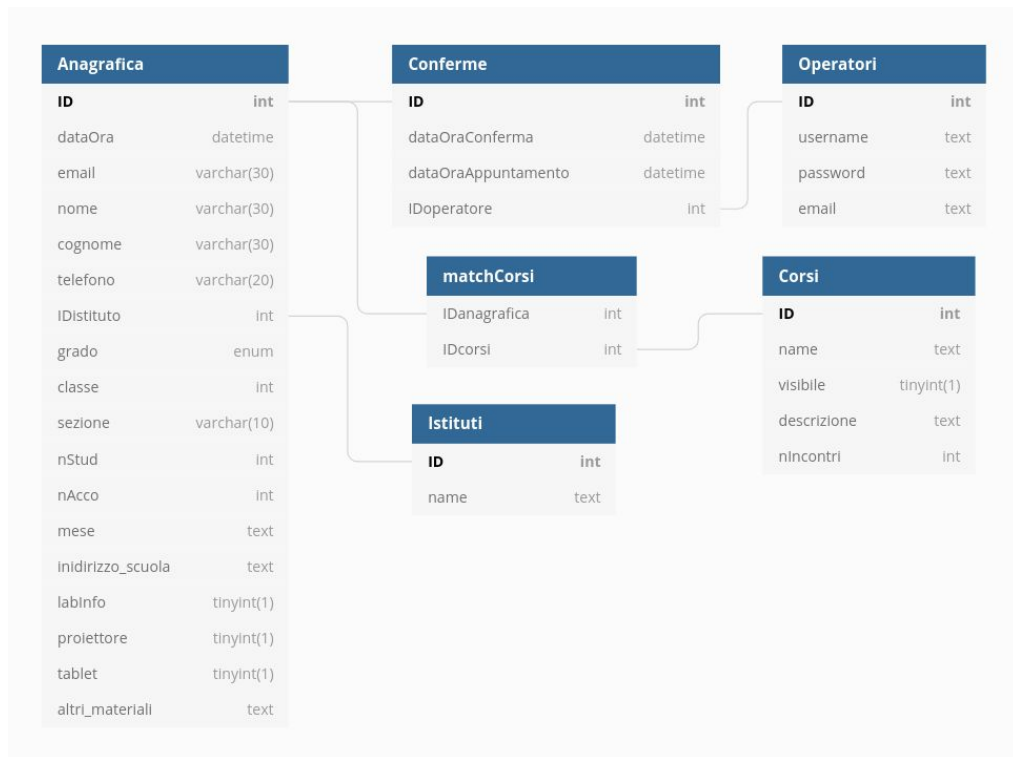 Anagrafica
ID int
dataOra datetime
email varchar(30)
nome varchar(30)
cognome varchar(30)
telefono varchar(20)
IDistituto int
grado enum
classe int
sezione varchar(10)
nStud int
nAcco int
mese text
inidirizzo_scuola text
labInfo tinyint(1)
proiettore tinyint(1)
tablet tinyint(1)
altri_materiali text
Conferme
ID int
dataOraConferma datetime
dataOraAppuntamento datetime
IDoperatore int
Operatori
ID int
username text
password text
email text
matchCorsi
IDanagrafica int
IDcorsi int
Corsi
ID int
name text
visibile tinyint(1)
descrizione text
nIncontri int
Istituti
ID int
name text